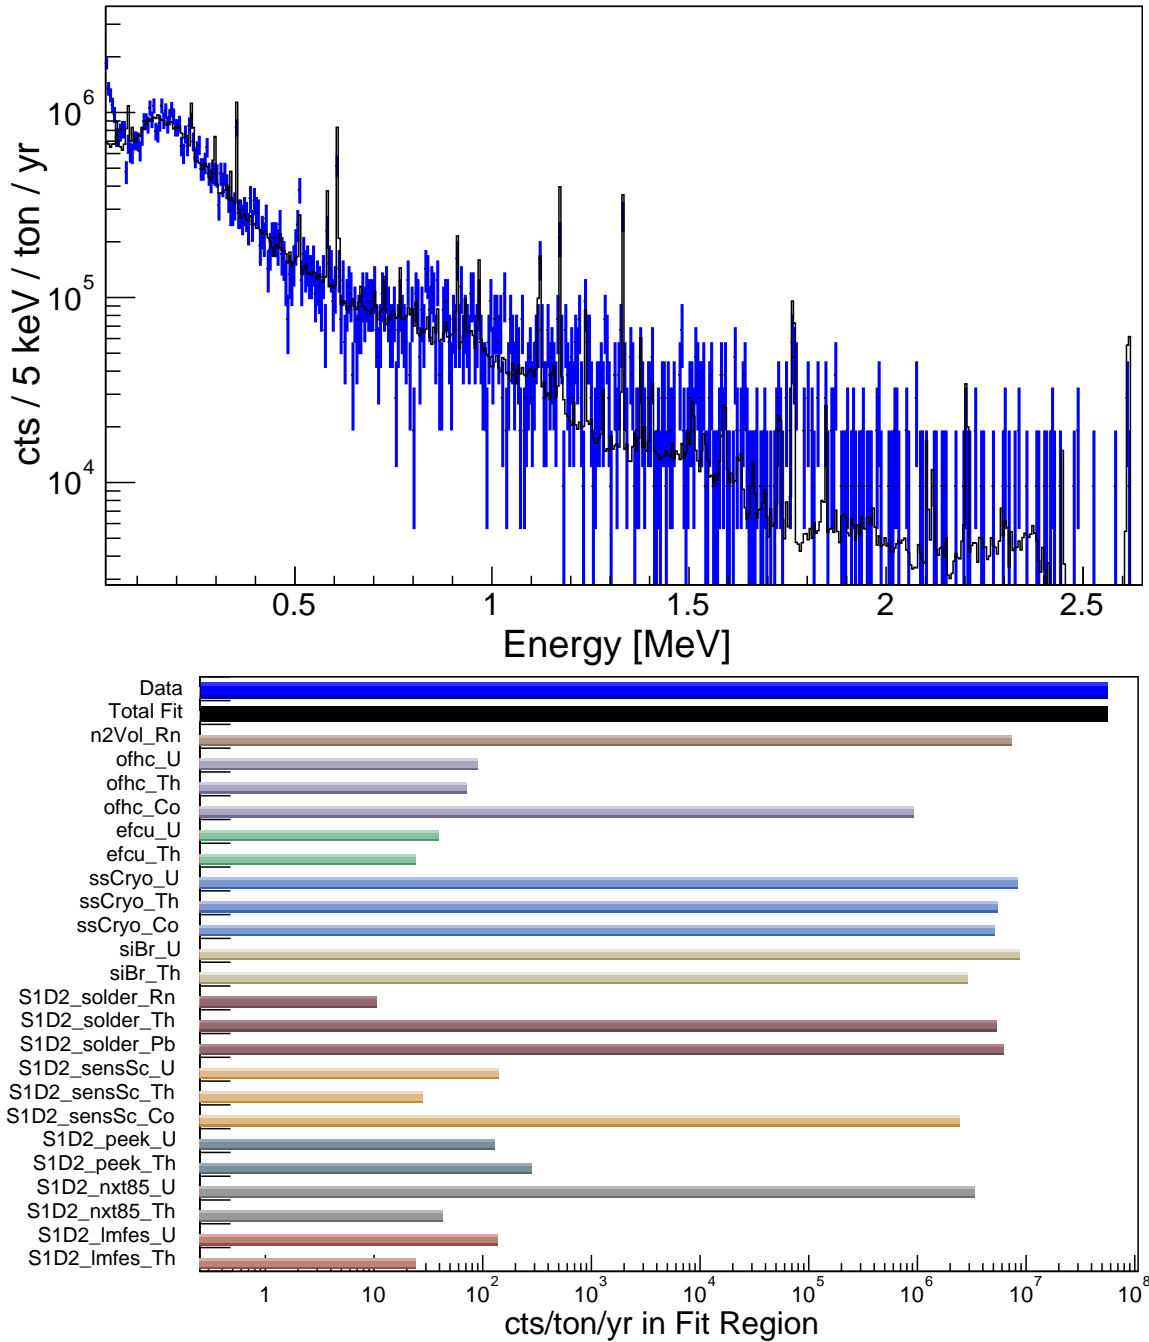 cts / 5 keV / ton / yr
10^6
10^5
10^4
0.5 1 1.5 2 2.5
Energy [MeV]
Data
Total Fit
n2Vol_Rn
ofhc_U
ofhc_Th
ofhc_Co
efcu_U
efcu_Th
ssCryo_U
ssCryo_Th
ssCryo_Co
siBr_U
siBr_Th
S1D2_solder_Rn
S1D2_solder_Th
S1D2_solder_Pb
S1D2_sensSc_U
S1D2_sensSc_Th
S1D2_sensSc_Co
S1D2_peek_U
S1D2_peek_Th
S1D2_nxt85_U
S1D2_nxt85_Th
S1D2_lmfes_U
S1D2_lmfes_Th
1 10 10^2 10^3 10^4 10^5 10^6 10^7 10^8
cts/ton/yr in Fit Region